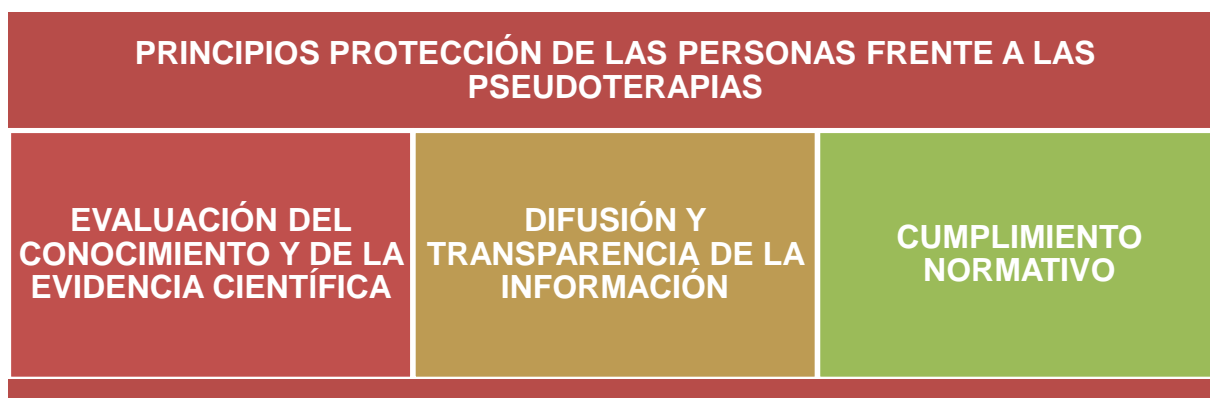 PRINCIPIOS PROTECCIÓN DE LAS PERSONAS FRENTE A LAS
PSEUDOTERAPIAS
EVALUACIÓN DEL
CONOCIMIENTO Y DE LA
EVIDENCIA CIENTÍFICA
DIFUSIÓN Y
TRANSPARENCIA DE LA
INFORMACIÓN
CUMPLIMIENTO
NORMATIVO